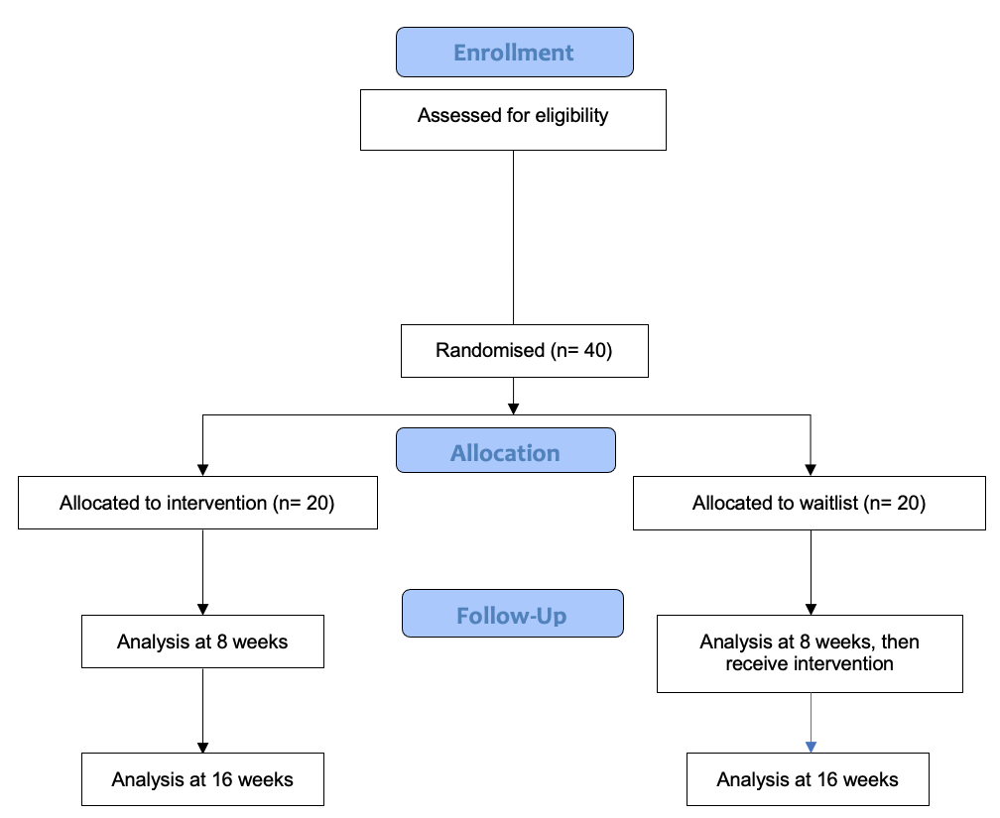 Enrollment
Assessed for eligibility
Randomised (n= 40)
Allocation
Allocated to intervention (n= 20)
Allocated to waitlist (n= 20)
Follow-Up
Analysis at 8 weeks
Analysis at 8 weeks, then
receive intervention
Analysis at 16 weeks
Analysis at 16 weeks